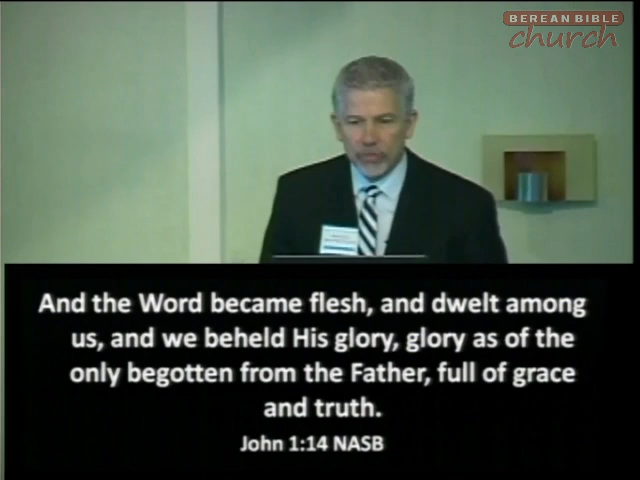 BEREAN BIBLE
church
And the Word became flesh, and dwelt among
us, and we beheld His glory, glory as of the
only begotten from the Father, full of grace
and truth.
John 1:14 NASB